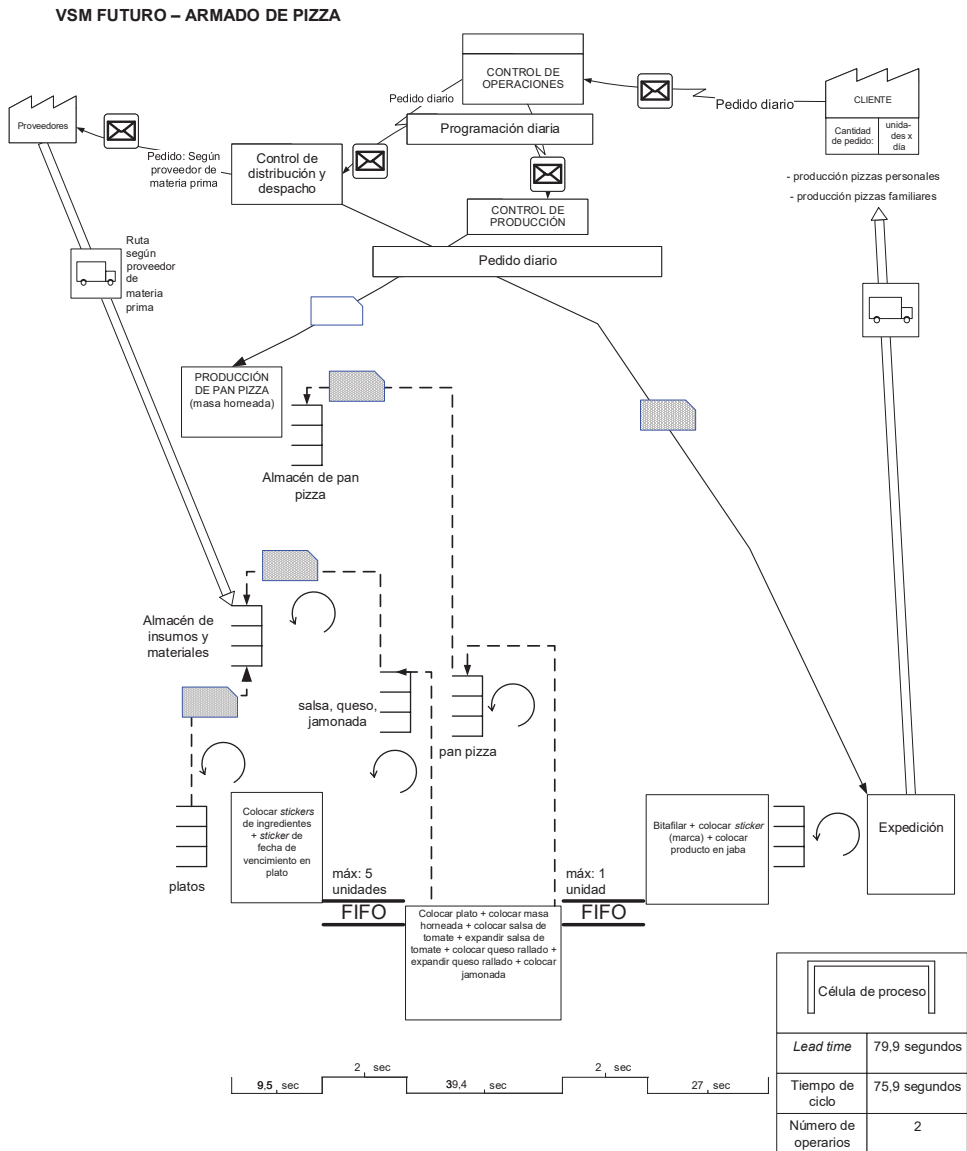 VSM FUTURO – ARMADO DE PIZZA
CONTROL DE
OPERACIONES
Pedido diario
Programación diaria
Pedido diario
CLIENTE
Cantidad
de pedido:
unida-
des x
día
- producción pizzas personales
- producción pizzas familiares
Proveedores
Pedido: Según
proveedor de
materia prima
Control de
distribución y
despacho
CONTROL DE
PRODUCCIÓN
Pedido diario
Ruta
según
proveedor
de
materia
prima
PRODUCCIÓN
DE PAN PIZZA
(masa horneada)
Almacén de pan
pizza
Almacén de
insumos y
materiales
salsa, queso,
jamonada
pan pizza
platos
Colocar stickers
de ingredientes
+ sticker de
fecha de
vencimiento en
plato
máx: 5
unidades
FIFO
Colocar plato + colocar masa
horneada + colocar salsa de
tomate + expandir salsa de
tomate + colocar queso rallado +
expandir queso rallado + colocar
jamonada
máx: 1
unidad
FIFO
Bitafilar + colocar sticker
(marca) + colocar
producto en jaba
Expedición
9,5 sec
2 sec
39,4 sec
2 sec
27 sec
Célula de proceso
Lead time 79,9 segundos
Tiempo de
ciclo
75,9 segundos
Número de
operarios
2